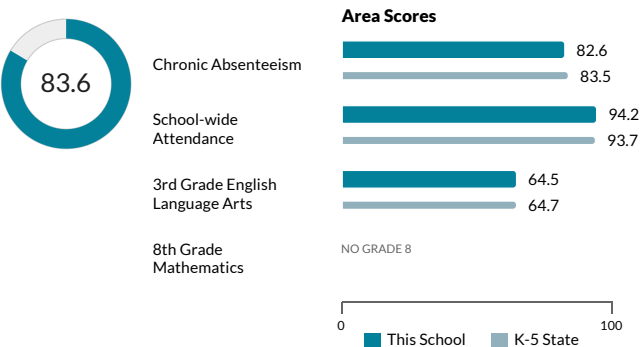 Area Scores
83.6
Chronic Absenteeism
82.6
83.5
School-wide
Attendance
94.2
93.7
3rd Grade English
Language Arts
64.5
64.7
8th Grade
Mathematics
NO GRADE 8
0
100
This School
K-5 State